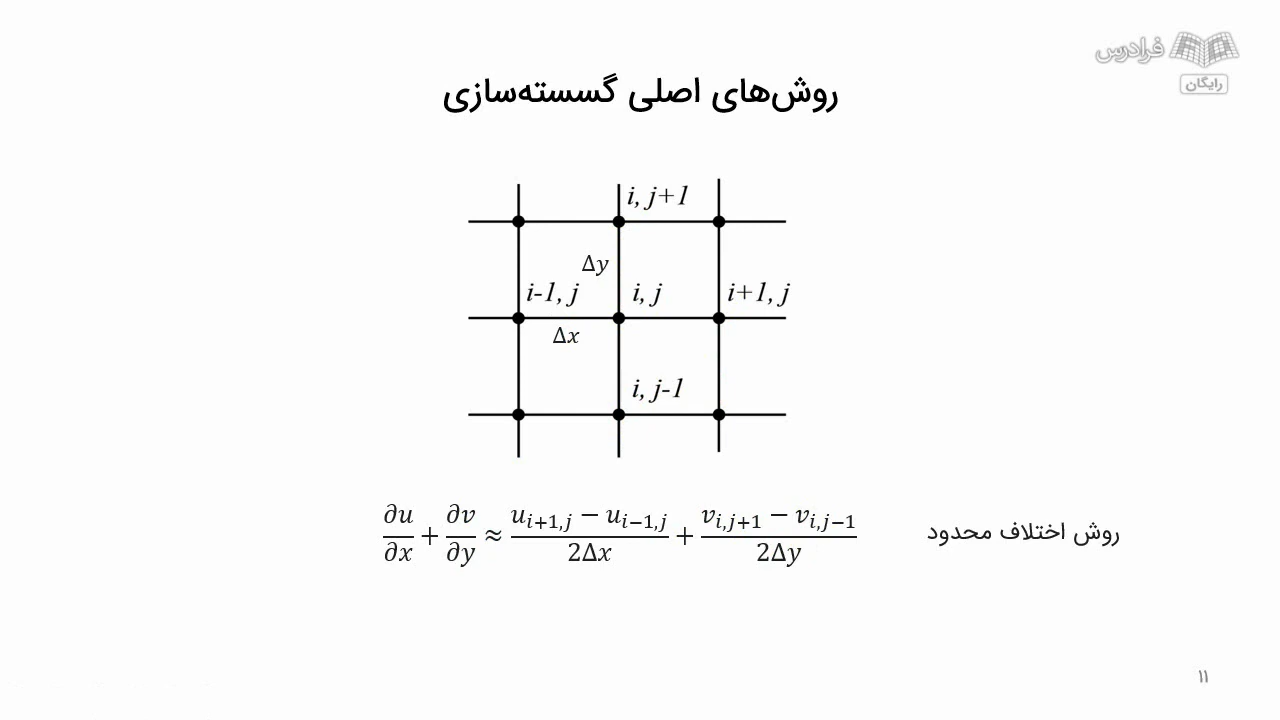 فرادرس
رایگان
روش‌های اصلی گسسته‌سازی
i, j+1
Δy
i-1, j
i, j
i+1, j
Δx
i, j-1
∂u/∂x + ∂v/∂y ≈ (u_{i+1,j} − u_{i−1,j})/2Δx + (v_{i,j+1} − v_{i,j−1})/2Δy
روش اختلاف محدود
۱۱